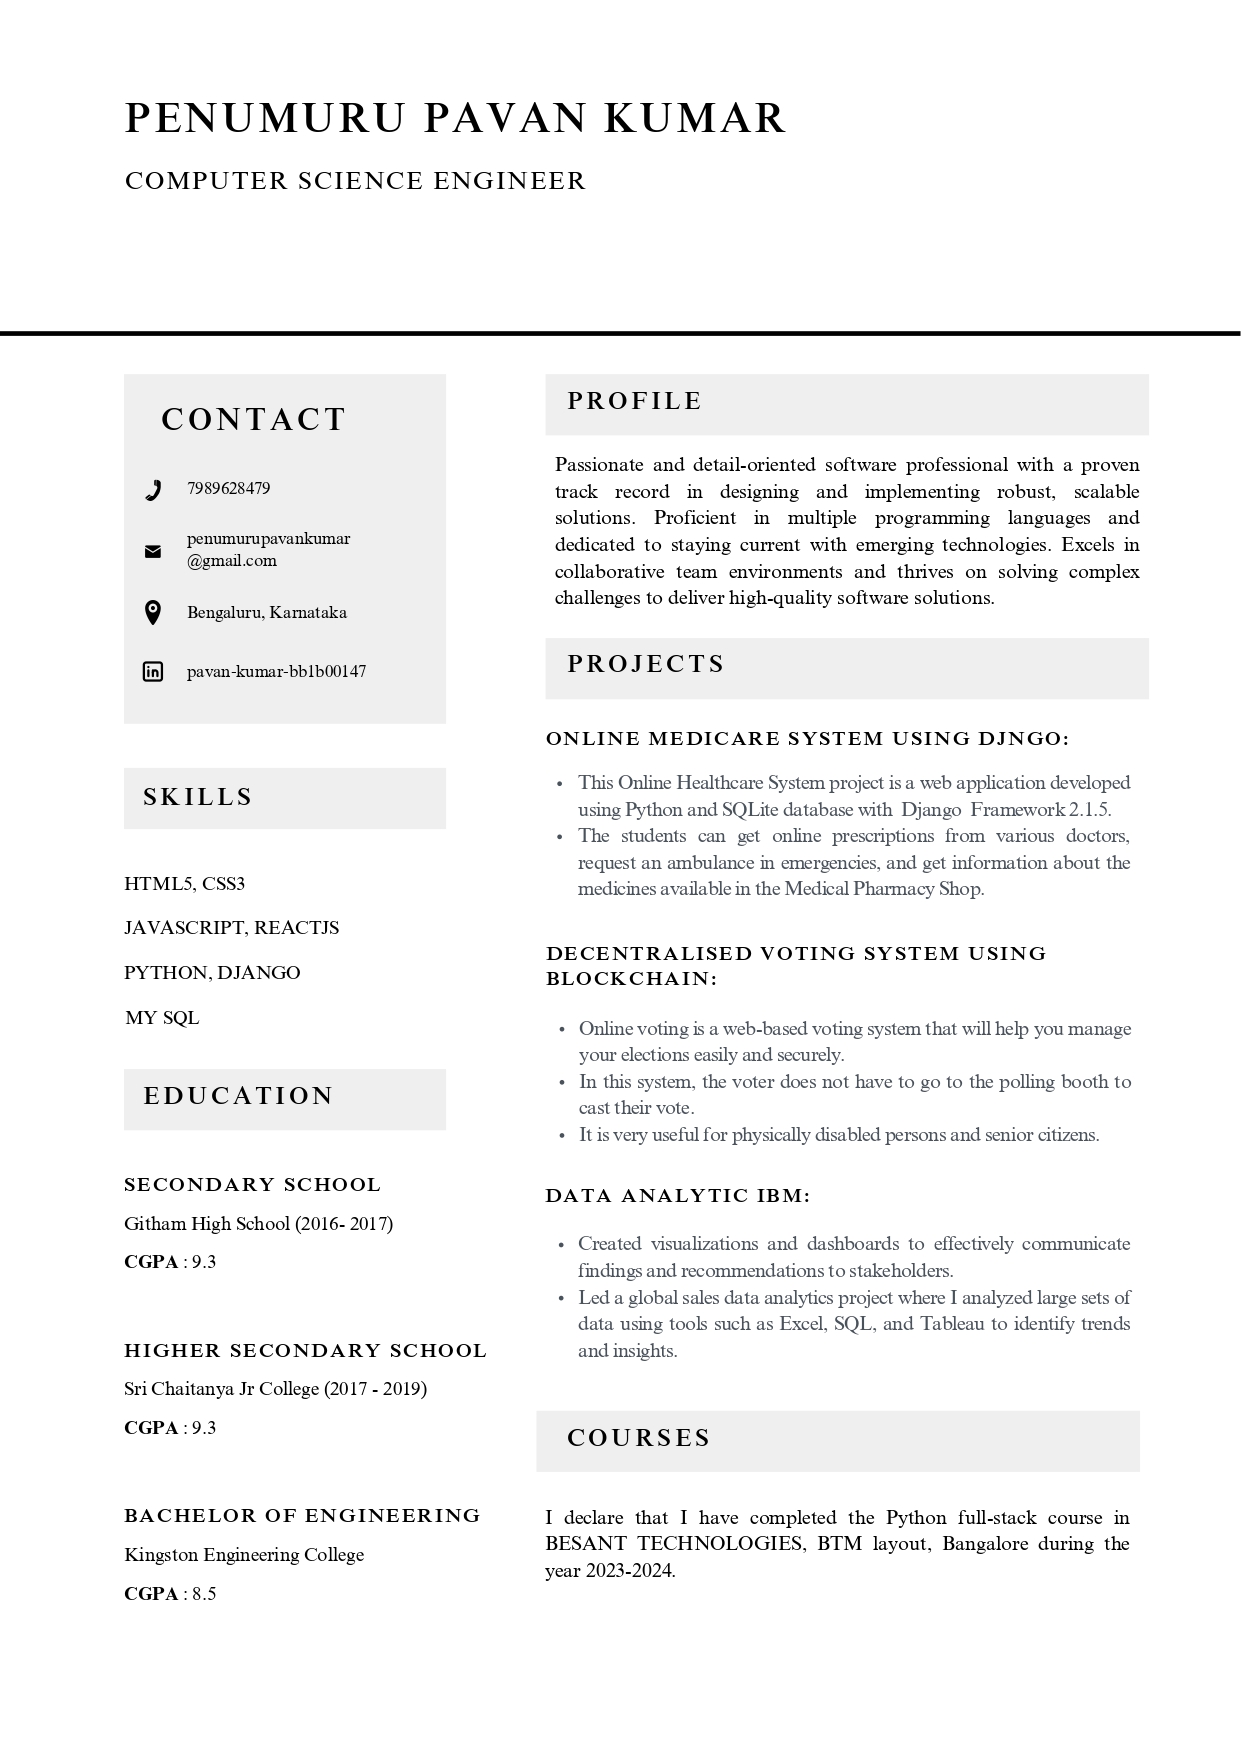 PENUMURU PAVAN KUMAR
COMPUTER SCIENCE ENGINEER
CONTACT
7989628479
penumurupavankumar
@gmail.com
Bengaluru, Karnataka
pavan-kumar-bb1b00147
SKILLS
HTML5, CSS3
JAVASCRIPT, REACTJS
PYTHON, DJANGO
MY SQL
EDUCATION
SECONDARY SCHOOL
Githam High School (2016- 2017)
CGPA : 9.3
HIGHER SECONDARY SCHOOL
Sri Chaitanya Jr College (2017 - 2019)
CGPA : 9.3
BACHELOR OF ENGINEERING
Kingston Engineering College
CGPA : 8.5
PROFILE
Passionate and detail-oriented software professional with a proven
track record in designing and implementing robust, scalable
solutions. Proficient in multiple programming languages and
dedicated to staying current with emerging technologies. Excels in
collaborative team environments and thrives on solving complex
challenges to deliver high-quality software solutions.
PROJECTS
ONLINE MEDICARE SYSTEM USING DJNGO:
• This Online Healthcare System project is a web application developed
using Python and SQLite database with Django Framework 2.1.5.
• The students can get online prescriptions from various doctors,
request an ambulance in emergencies, and get information about the
medicines available in the Medical Pharmacy Shop.
DECENTRALISED VOTING SYSTEM USING
BLOCKCHAIN:
• Online voting is a web-based voting system that will help you manage
your elections easily and securely.
• In this system, the voter does not have to go to the polling booth to
cast their vote.
• It is very useful for physically disabled persons and senior citizens.
DATA ANALYTIC IBM:
• Created visualizations and dashboards to effectively communicate
findings and recommendations to stakeholders.
• Led a global sales data analytics project where I analyzed large sets of
data using tools such as Excel, SQL, and Tableau to identify trends
and insights.
COURSES
I declare that I have completed the Python full-stack course in
BESANT TECHNOLOGIES, BTM layout, Bangalore during the
year 2023-2024.